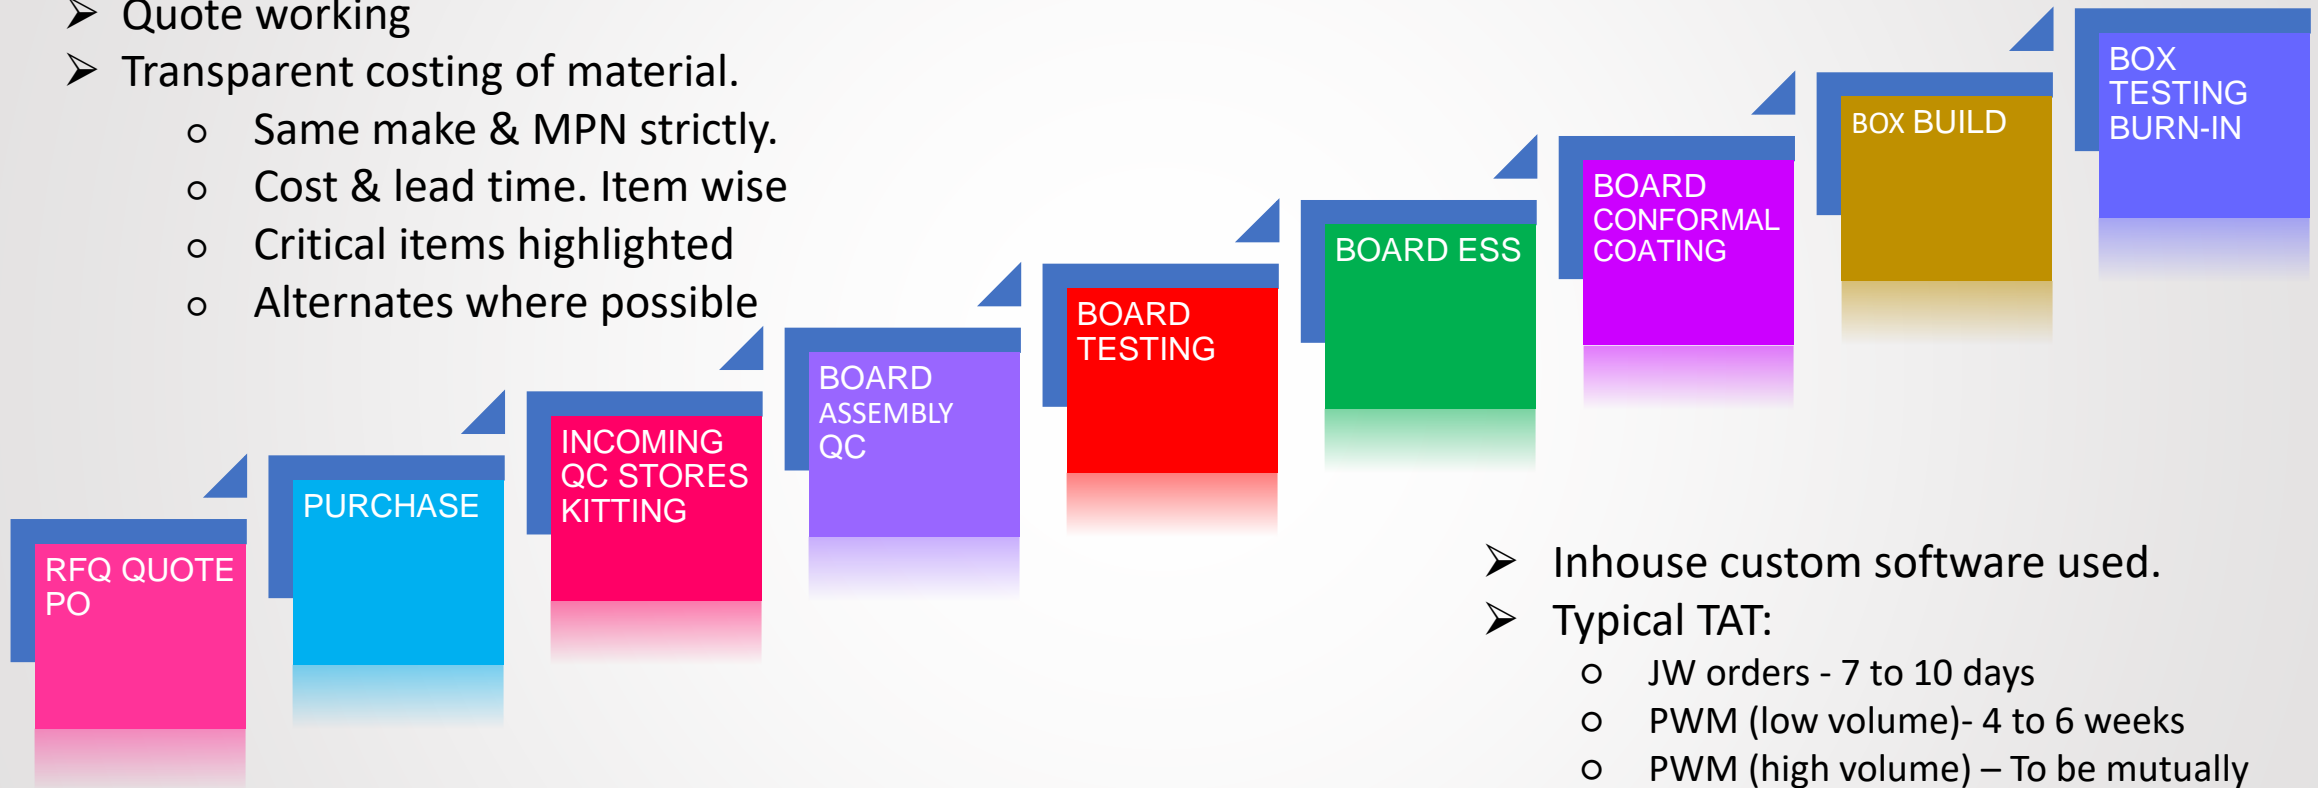 ➢ Quote working
➢ Transparent costing of material.
o Same make & MPN strictly.
o Cost & lead time. Item wise
o Critical items highlighted
o Alternates where possible
RFQ QUOTE
PO
PURCHASE
INCOMING
QC STORES
KITTING
BOARD
ASSEMBLY
QC
BOARD
TESTING
BOARD ESS
BOARD
CONFORMAL
COATING
BOX BUILD
BOX
TESTING
BURN-IN
➢ Inhouse custom software used.
➢ Typical TAT:
o JW orders - 7 to 10 days
o PWM (low volume)- 4 to 6 weeks
o PWM (high volume) – To be mutually